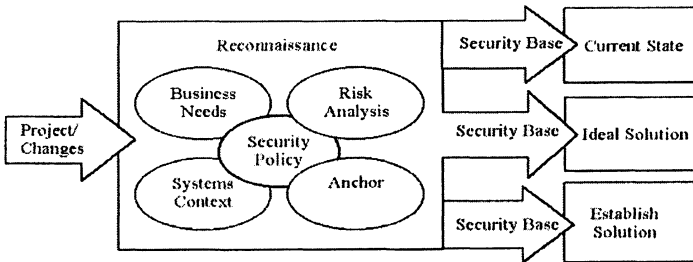 Reconnaissance
Project/
Changes
Business
Needs
Risk
Analysis
Security
Policy
Systems
Context
Anchor
Security Base
Current State
Security Base
Ideal Solution
Security Base
Establish
Solution